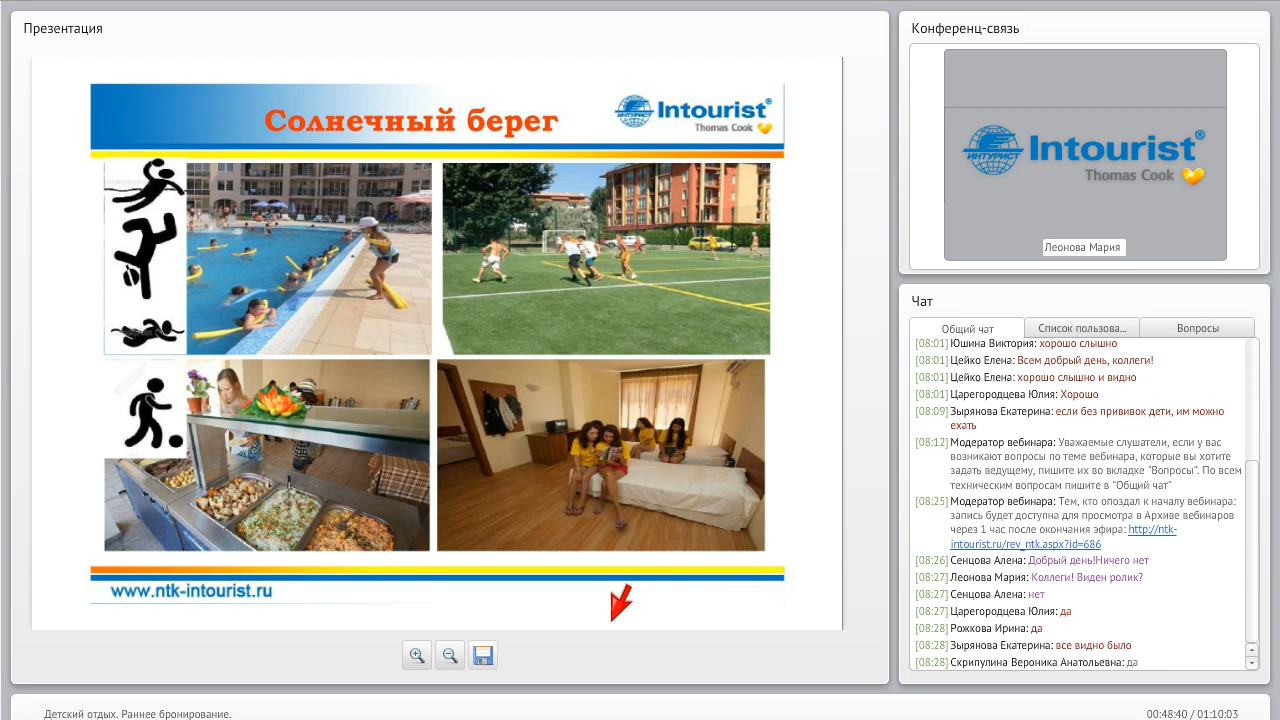 Презентация
Солнечный берег
ИНТУРИСТ
Intourist®
Thomas Cook
www.ntk-intourist.ru
Детский отдых. Раннее бронирование.
00:48:40 / 01:10:03
Конференц-связь
ИНТУРИСТ
Intourist®
Thomas Cook
Леонова Мария
Чат
Общий чат
Список пользова...
Вопросы
[08:01] Юшина Виктория: хорошо слышно
[08:01] Цейко Елена: Всем добрый день, коллеги!
[08:01] Цейко Елена: хорошо слышно и видно
[08:01] Царегородцева Юлия: Хорошо
[08:09] Зырянова Екатерина: если без прививок дети, им можно
ехать
[08:12] Модератор вебинара: Уважаемые слушатели, если у вас
возникают вопросы по теме вебинара, которые вы хотите
задать ведущему, пишите их во вкладке "Вопросы". По всем
техническим вопросам пишите в "Общий чат"
[08:25] Модератор вебинара: Тем, кто опоздал к началу вебинара:
запись будет доступна для просмотра в Архиве вебинаров
через 1 час после окончания эфира: http://ntk-
intourist.ru/rev_ntk.aspx?id=686
[08:26] Сенцова Алена: Добрый день!Ничего нет
[08:27] Леонова Мария: Коллеги! Виден ролик?
[08:27] Сенцова Алена: нет
[08:27] Царегородцева Юлия: да
[08:28] Рожкова Ирина: да
[08:28] Зырянова Екатерина: все видно было
[08:28] Скрипулина Вероника Анатольевна: да